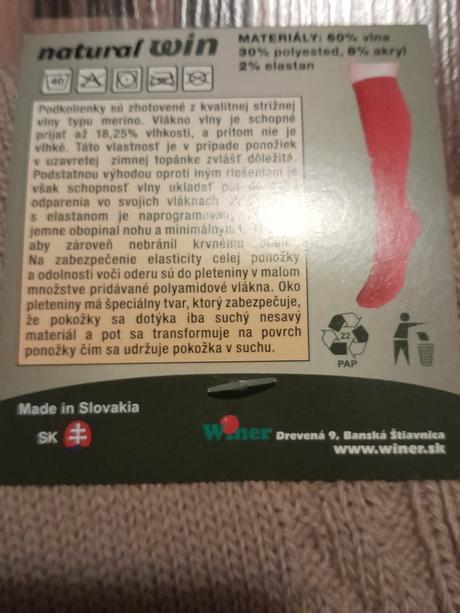 natural win
MATERIÁLY: 60% vlna
30% polyested, 8% akryl
2% elastan
40
Podkolienky sú zhotovené z kvalitnej strižnej
vlny typu merino. Vlákno vlny je schopné
prijať až 18,25% vlhkosti, a pritom nie je
vlhké. Táto vlastnosť je v prípade ponožiek
v uzavretej zimnej topánke zvlášť dôležitá.
Podstatnou výhodou oproti iným riešeniam je
však schopnosť vlny ukladať
odparenia vo svojich vláknach
s elastanom je naprogramovaný
jemne obopínal nohu a minimálnym
aby zároveň nebránil krvnému
Na zabezpečenie elasticity celej ponožky
a odolnosti voči oderu sú do pleteniny v malom
množstve pridávané polyamidové vlákna. Oko
pleteniny má špeciálny tvar, ktorý zabezpečuje,
že pokožky sa dotýka iba suchý nesavý
materiál a pot sa transformuje na povrch
ponožky čím sa udržuje pokožka v suchu.
22
PAP
Made in Slovakia
SK
Winer Drevená 9, Banská Štiavnica
www.winer.sk